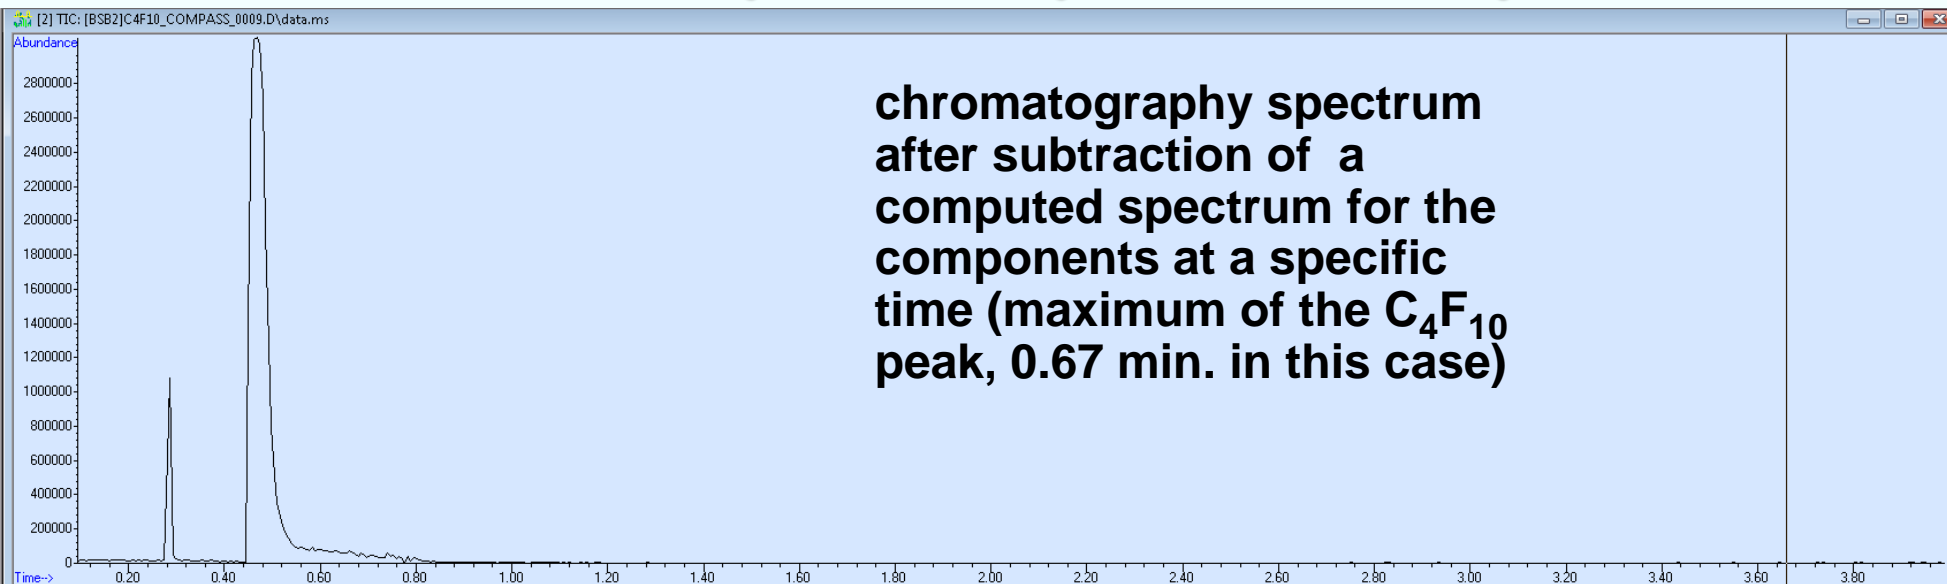 [2] TIC: [BSB2]C4F10_COMPASS_0009.D\data.ms
Abundance
2800000
2600000
2400000
2200000
2000000
1800000
1600000
1400000
1200000
1000000
800000
600000
400000
200000
0
Time-->
0.20 0.40 0.60 0.80 1.00 1.20 1.40 1.60 1.80 2.00 2.20 2.40 2.60 2.80 3.00 3.20 3.40 3.60 3.80
chromatography spectrum
after subtraction of a
computed spectrum for the
components at a specific
time (maximum of the C₄F₁₀
peak, 0.67 min. in this case)